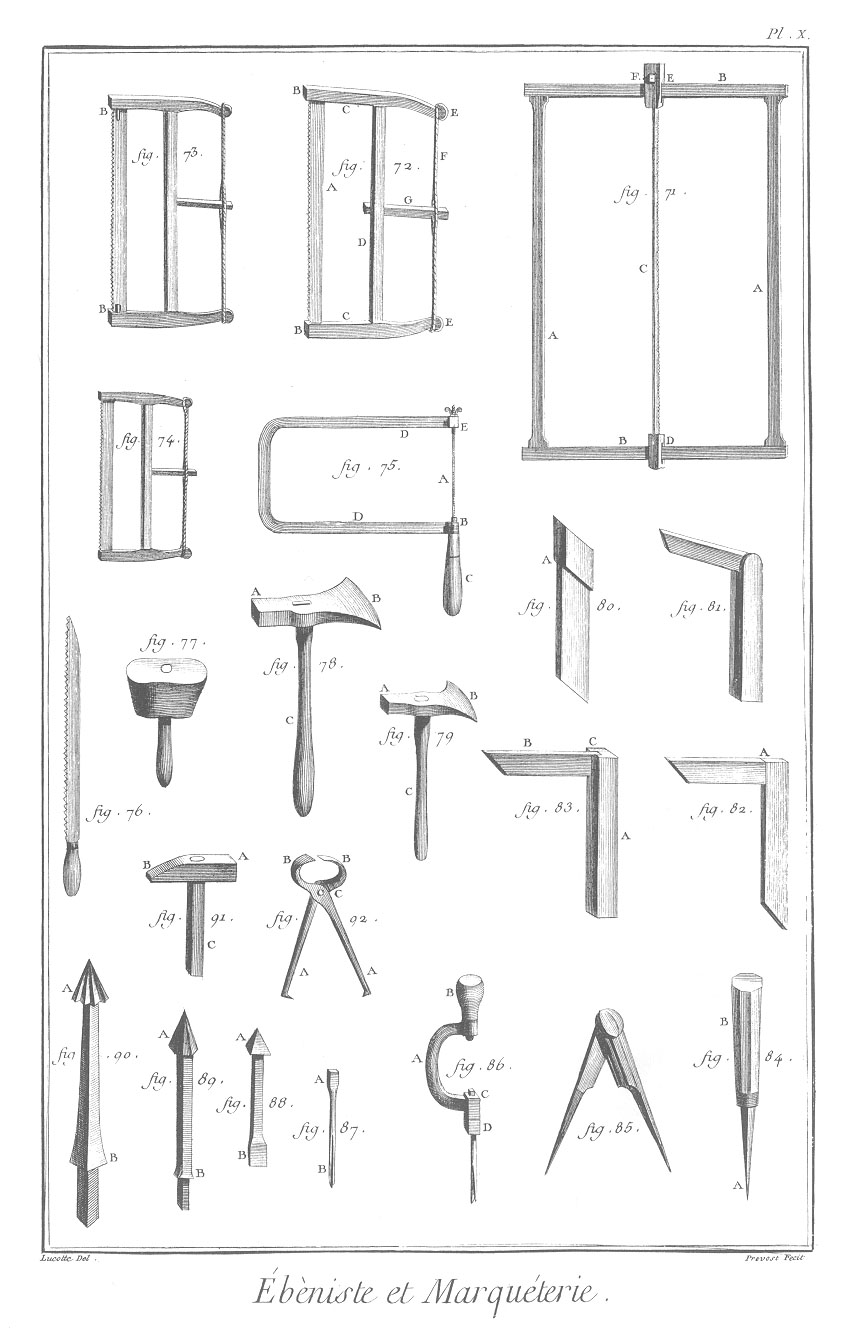 Pl. X.
F E B
B
B
C E
fig. 73.
fig. 72.
F
A
G
D
fig. 71.
C
A
A
B
B
C
B
E
B D
fig. 74.
D
E
fig. 75.
A
D
B
C
A
fig. 80.
fig. 81.
A B
fig. 77.
fig. 78.
A B
C
fig. 79
B C
A
C
fig. 76.
fig. 83.
fig. 82.
A
B A
B B
C C
fig. 91.
fig. 92.
C
A A
A
B
B
A
A
A
fig. 86.
fig. 84.
fig. 90.
fig. 89.
fig. 88.
A
C
fig. 87.
D
fig. 85.
B
B
B
B
A
Lucotte Del.
Prevost Fecit
Ébèniste et Marquéterie.